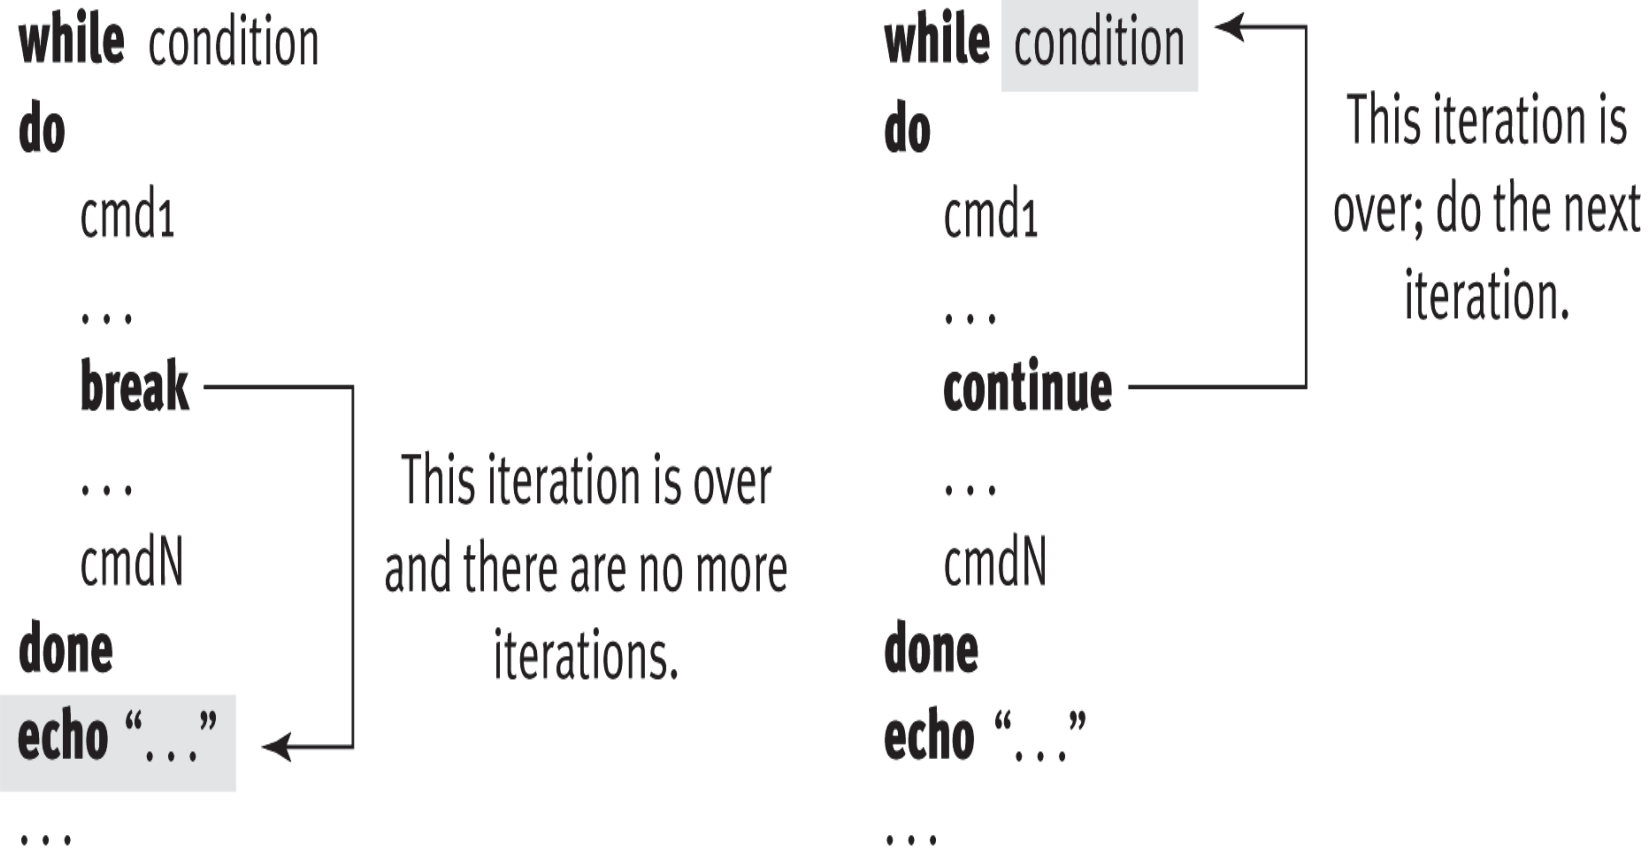 while condition
do
cmd1
...
break
...
cmdN
done
echo “...”
...
This iteration is over
and there are no more
iterations.
while condition
do
cmd1
...
continue
...
cmdN
done
echo “...”
...
This iteration is
over; do the next
iteration.